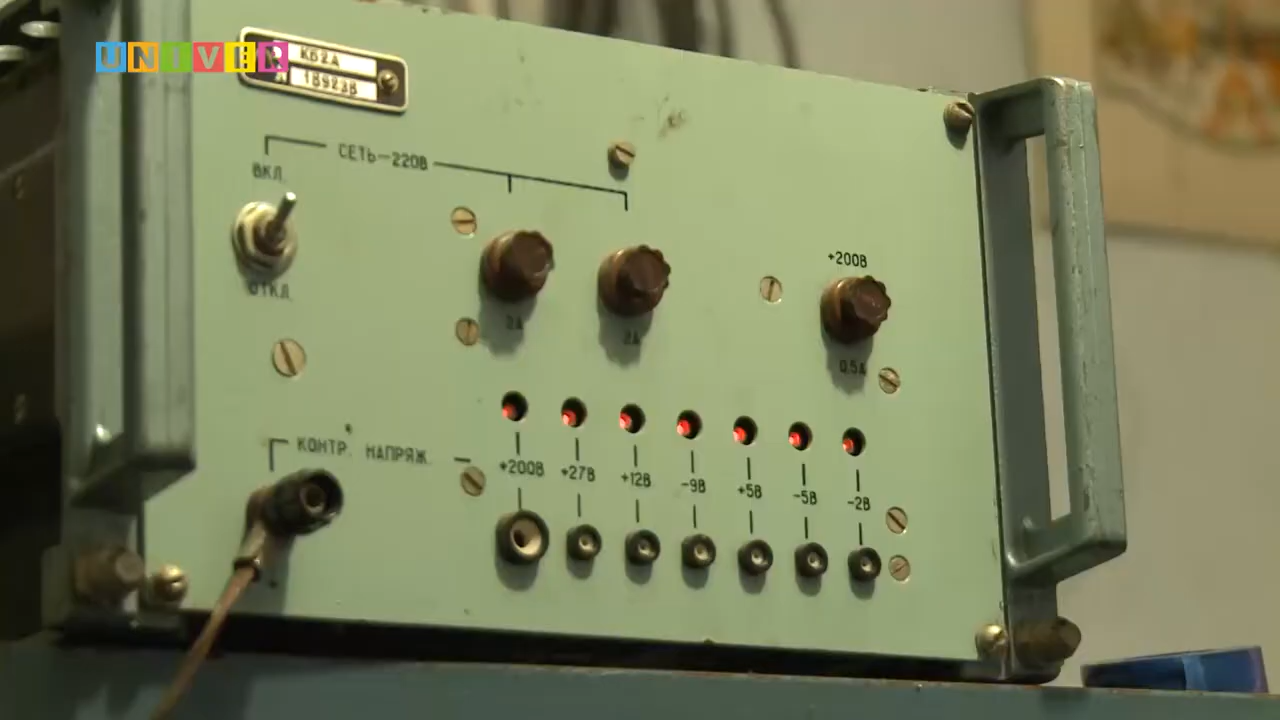 UNIVER
КБ2А
1892ЗВ
СЕТЬ-220В
ВКЛ.
ОТКЛ.
+200В
2А
2А
0,5А
КОНТР. НАПРЯЖ.
+200В
+27В
+12В
-9В
+5В
-5В
-2В